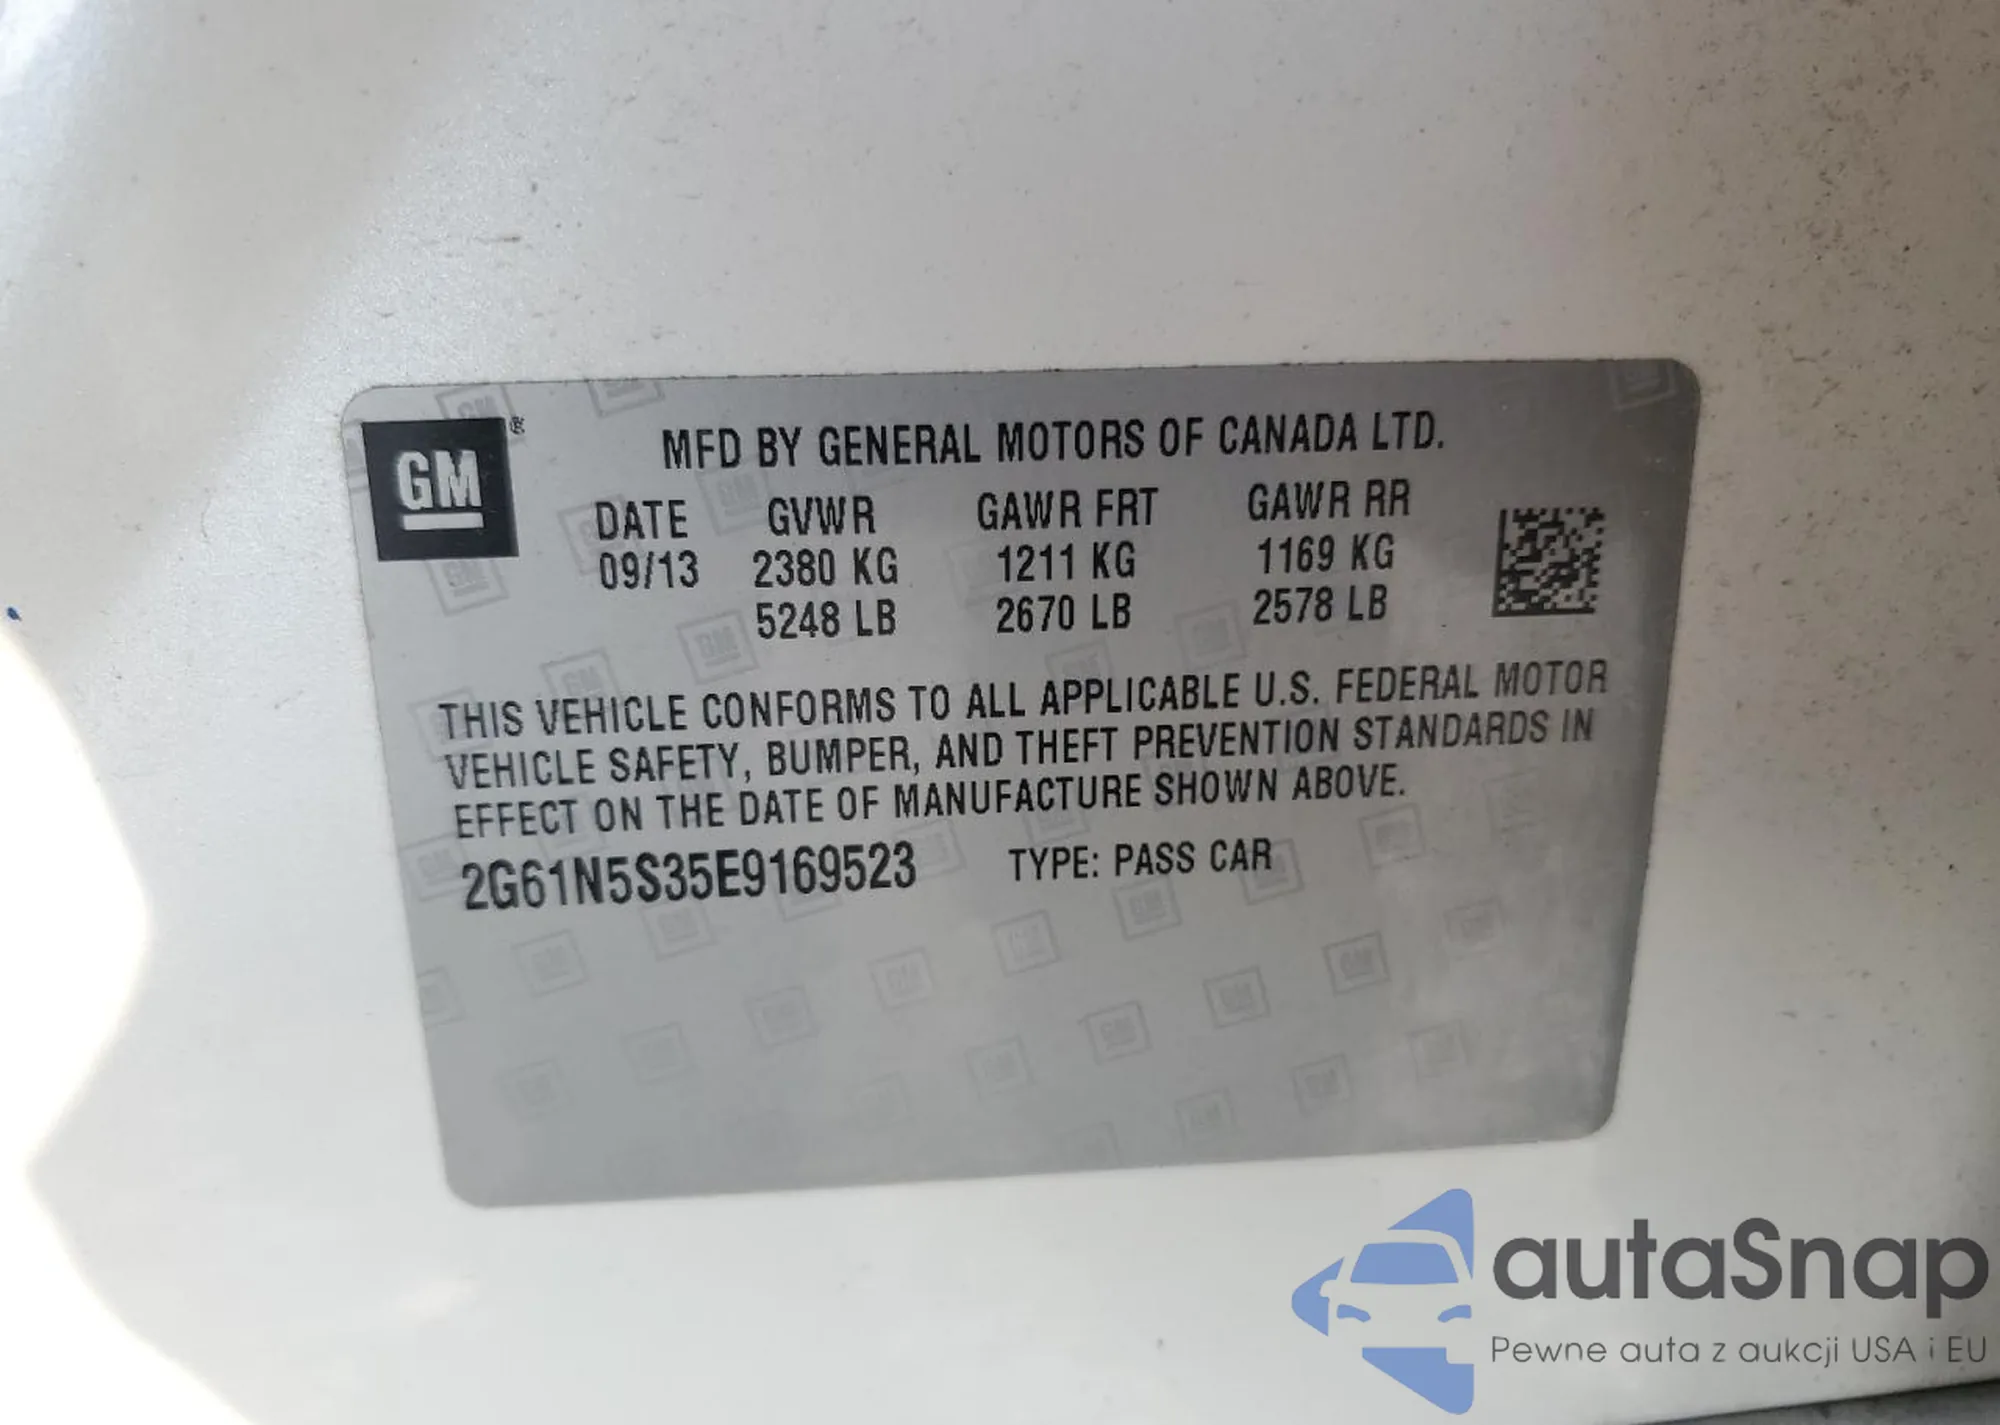 GM®
MFD BY GENERAL MOTORS OF CANADA LTD.
DATE GVWR GAWR FRT GAWR RR
09/13 2380 KG 1211 KG 1169 KG
5248 LB 2670 LB 2578 LB
THIS VEHICLE CONFORMS TO ALL APPLICABLE U.S. FEDERAL MOTOR
VEHICLE SAFETY, BUMPER, AND THEFT PREVENTION STANDARDS IN
EFFECT ON THE DATE OF MANUFACTURE SHOWN ABOVE.
2G61N5S35E9169523 TYPE: PASS CAR
autaSnap
Pewne auta z aukcji USA i EU